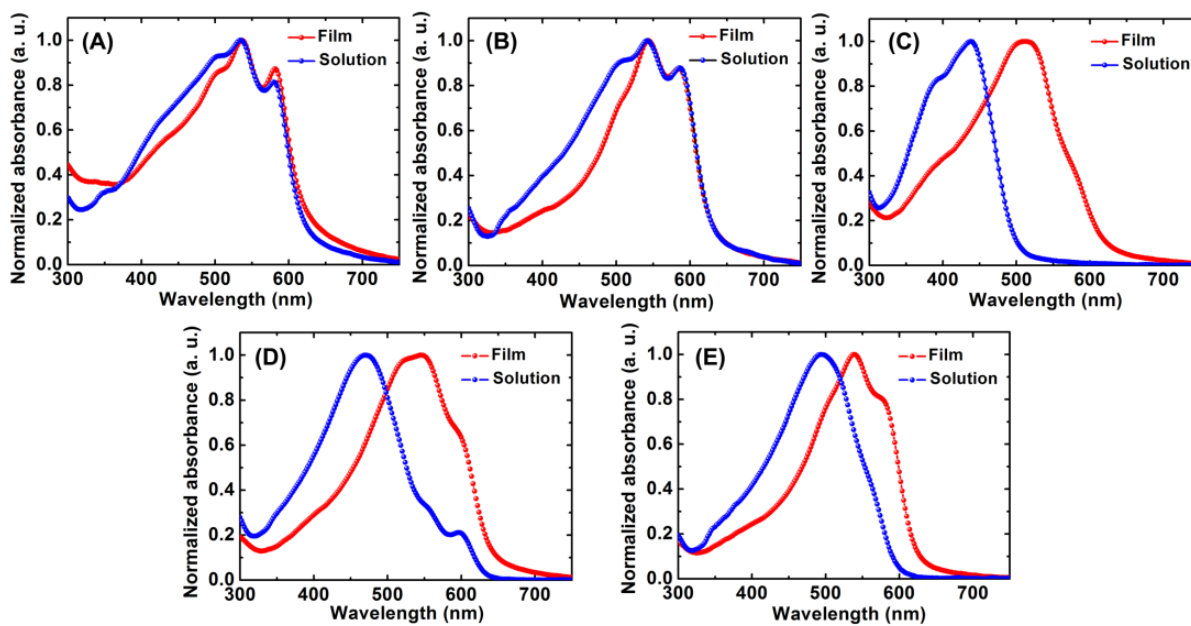 (A)
Film
Solution
Normalized absorbance (a. u.)
1.0
0.8
0.6
0.4
0.2
0.0
300 400 500 600 700
Wavelength (nm)
(B)
Film
Solution
Normalized absorbance (a. u.)
1.0
0.8
0.6
0.4
0.2
0.0
300 400 500 600 700
Wavelength (nm)
(C)
Film
Solution
Normalized absorbance (a. u.)
1.0
0.8
0.6
0.4
0.2
0.0
300 400 500 600 700
Wavelength (nm)
(D)
Film
Solution
Normalized absorbance (a. u.)
1.0
0.8
0.6
0.4
0.2
0.0
300 400 500 600 700
Wavelength (nm)
(E)
Film
Solution
Normalized absorbance (a. u.)
1.0
0.8
0.6
0.4
0.2
0.0
300 400 500 600 700
Wavelength (nm)